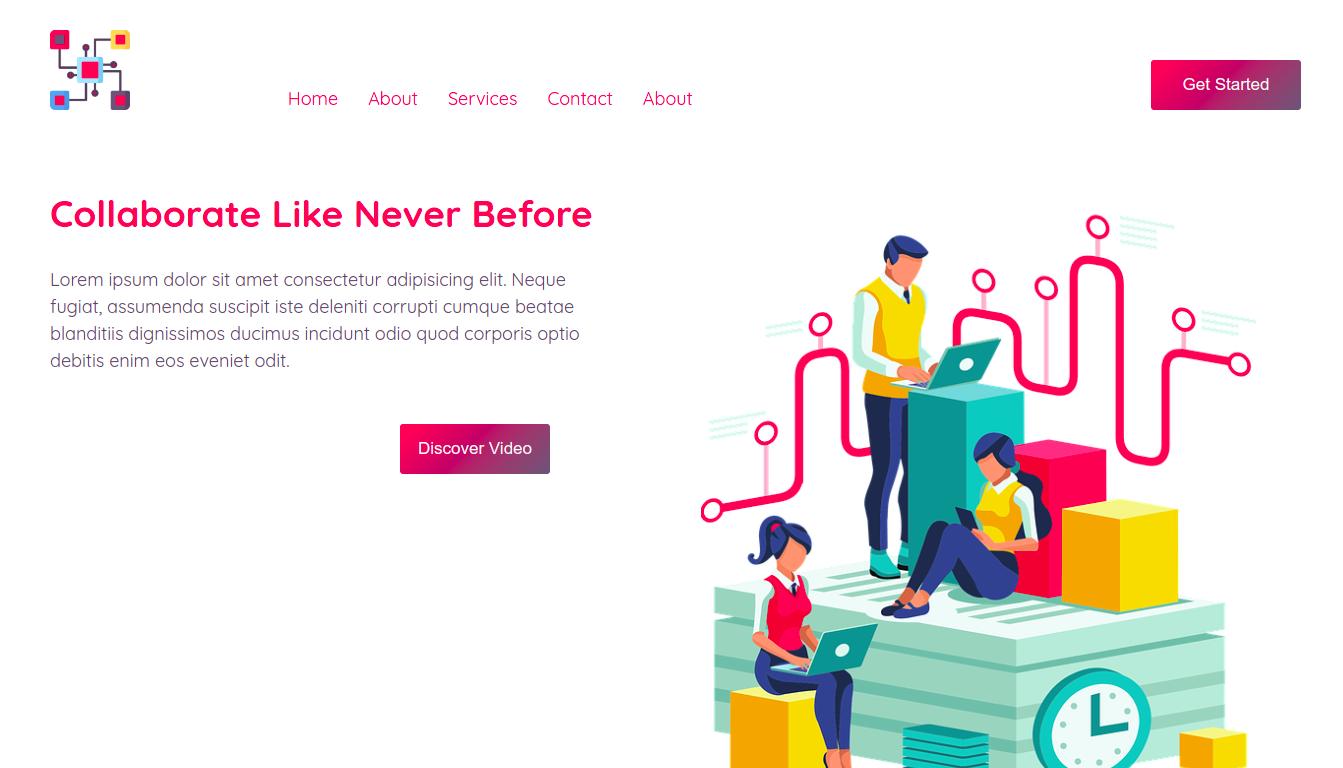 Home About Services Contact About
Get Started
Collaborate Like Never Before
Lorem ipsum dolor sit amet consectetur adipisicing elit. Neque
fugiat, assumenda suscipit iste deleniti corrupti cumque beatae
blanditiis dignissimos ducimus incidunt odio quod corporis optio
debitis enim eos eveniet odit.
Discover Video